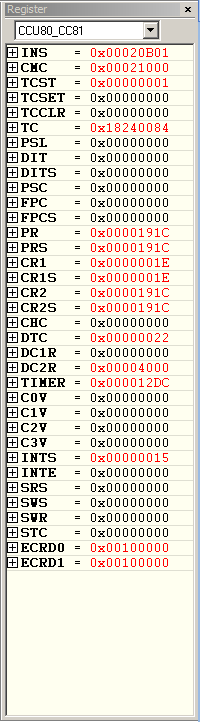 Register
CCU80_CC81
INS = 0x00020B01
CMC = 0x00021000
TCST = 0x00000001
TCSET = 0x00000000
TCCLR = 0x00000000
TC = 0x18240084
PSL = 0x00000000
DIT = 0x00000000
DITS = 0x00000000
PSC = 0x00000000
FPC = 0x00000000
FPCS = 0x00000000
PR = 0x0000191C
PRS = 0x0000191C
CR1 = 0x0000001E
CR1S = 0x0000001E
CR2 = 0x0000191C
CR2S = 0x0000191C
CHC = 0x00000000
DTC = 0x00000022
DC1R = 0x00000000
DC2R = 0x00004000
TIMER = 0x000012DC
C0V = 0x00000000
C1V = 0x00000000
C2V = 0x00000000
C3V = 0x00000000
INTS = 0x00000015
INTE = 0x00000000
SRS = 0x00000000
SWS = 0x00000000
SWR = 0x00000000
STC = 0x00000000
ECRD0 = 0x00100000
ECRD1 = 0x00100000